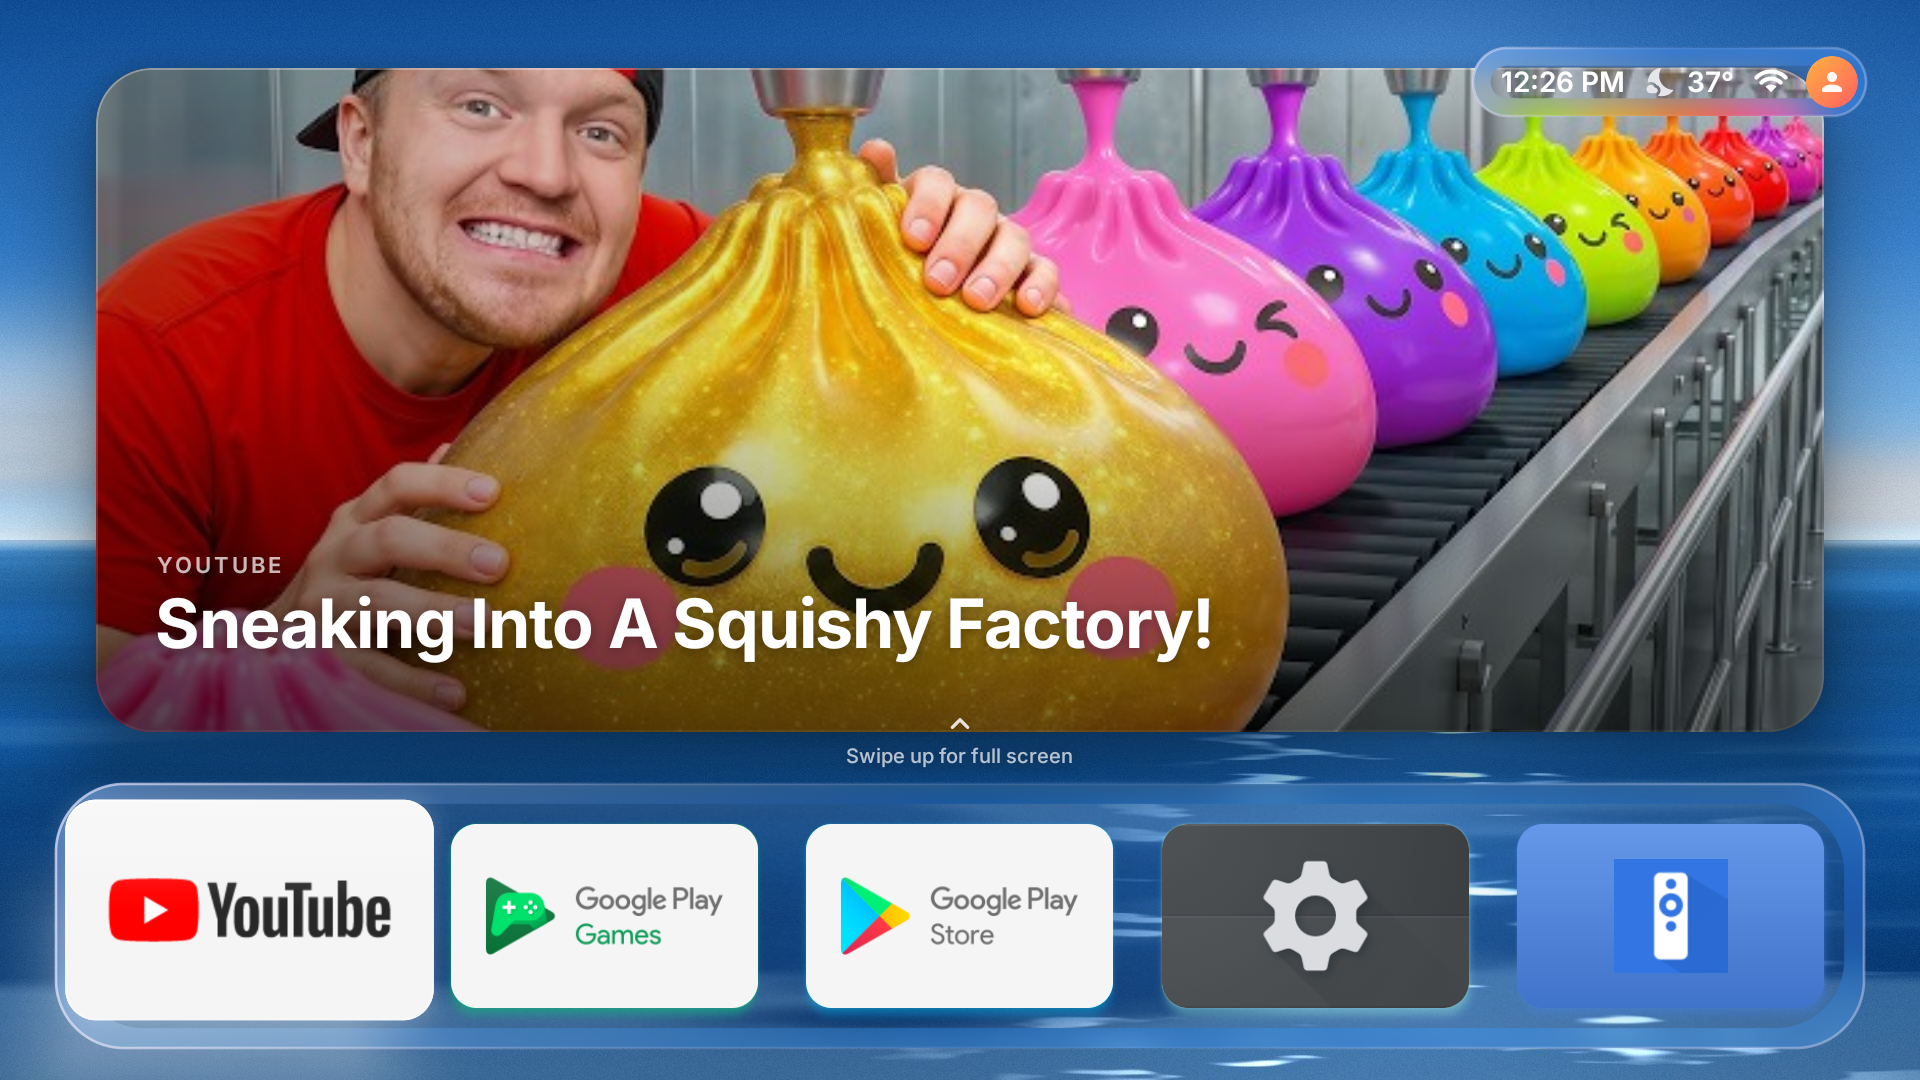 12:26 PM 37°
YOUTUBE
Sneaking Into A Squishy Factory!
Swipe up for full screen
YouTube
Google Play
Games
Google Play
Store